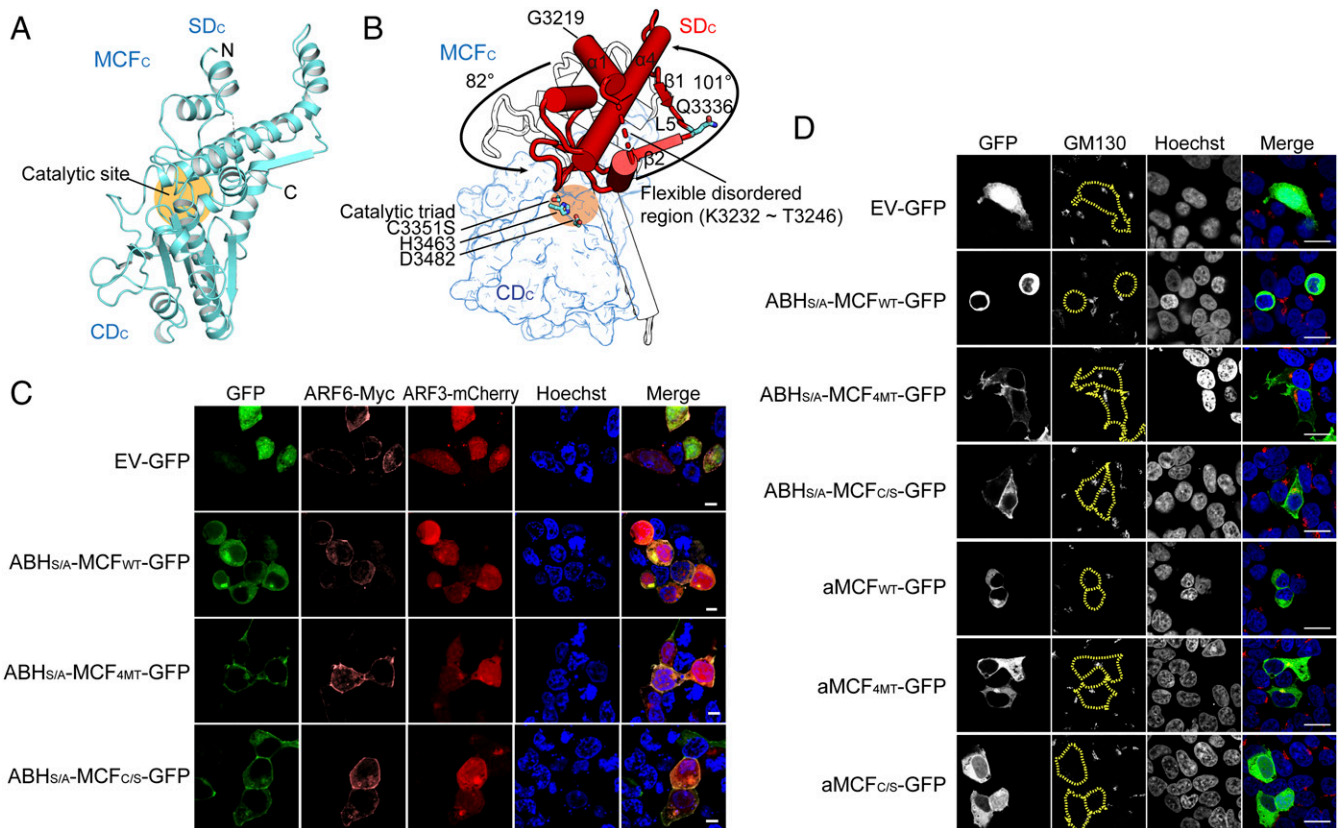 A
SDc
N
MCFc
Catalytic site
C
CDc
B
G3219
SDc
MCFc
α1
α4
82°
β1
101°
Q3336
L5
β2
Flexible disordered
region (K3232 ~ T3246)
Catalytic triad
C3351S
H3463
D3482
CDc
C
GFP ARF6-Myc ARF3-mCherry Hoechst Merge
EV-GFP
ABHS/A-MCFWT-GFP
ABHS/A-MCF4MT-GFP
ABHS/A-MCFC/S-GFP
D
GFP GM130 Hoechst Merge
EV-GFP
ABHS/A-MCFWT-GFP
ABHS/A-MCF4MT-GFP
ABHS/A-MCFC/S-GFP
aMCFWT-GFP
aMCF4MT-GFP
aMCFC/S-GFP